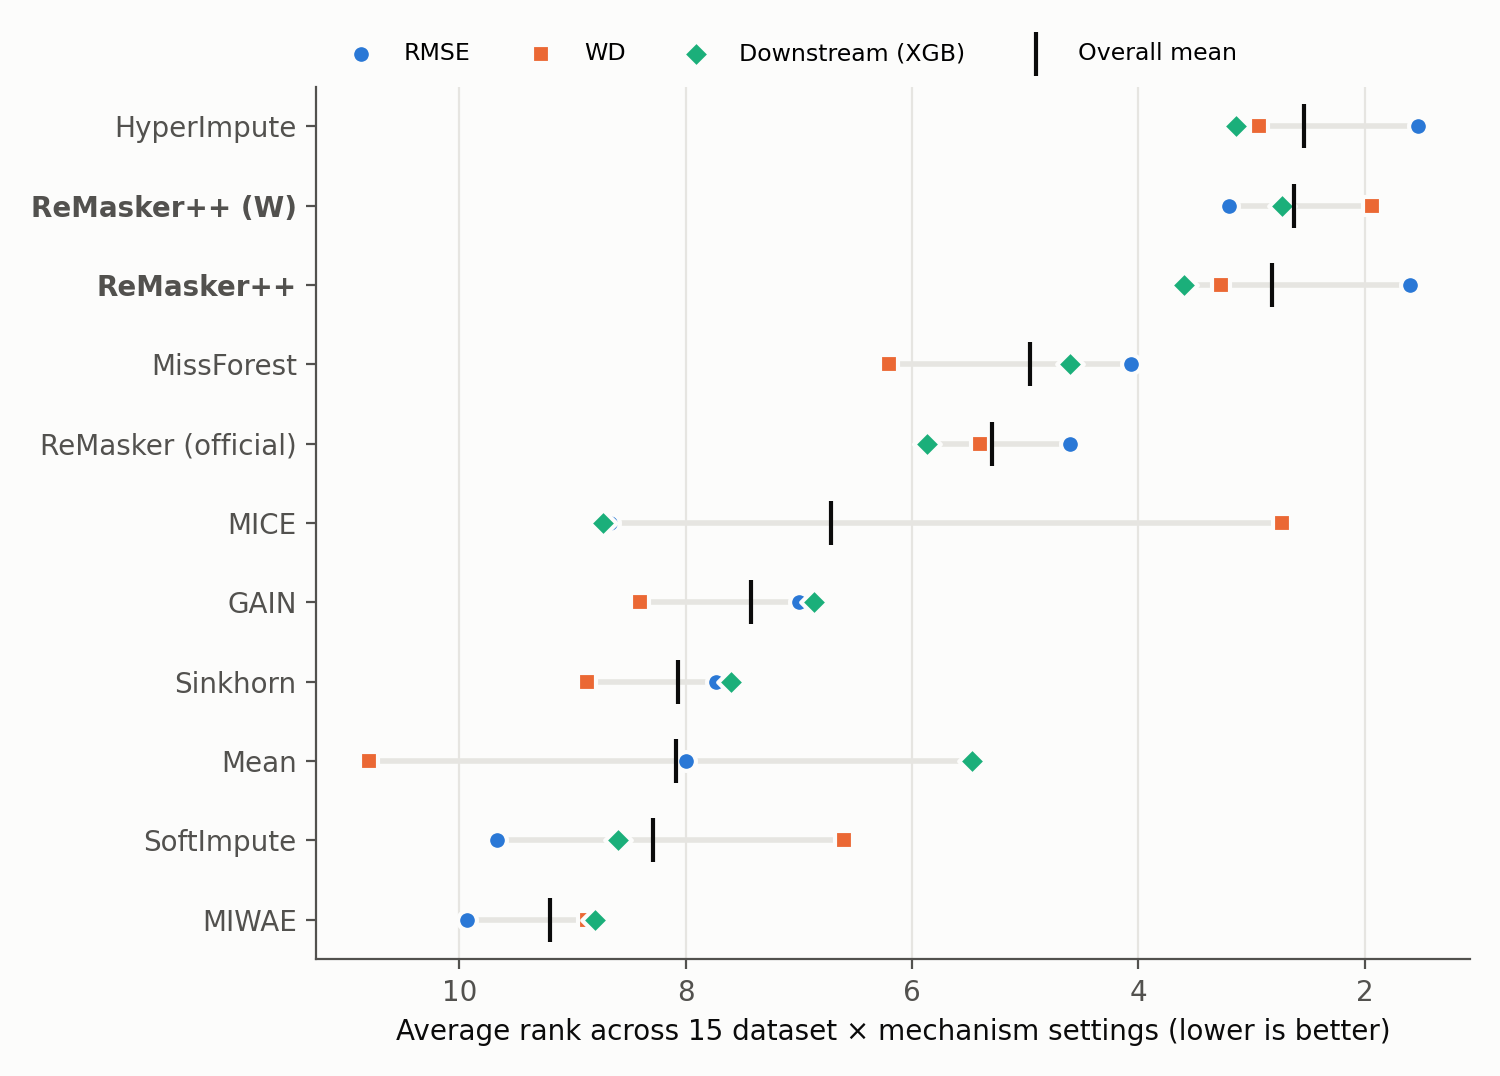 RMSE WD Downstream (XGB) Overall mean
HyperImpute
ReMasker++ (W)
ReMasker++
MissForest
ReMasker (official)
MICE
GAIN
Sinkhorn
Mean
SoftImpute
MIWAE
10 8 6 4 2
Average rank across 15 dataset × mechanism settings (lower is better)